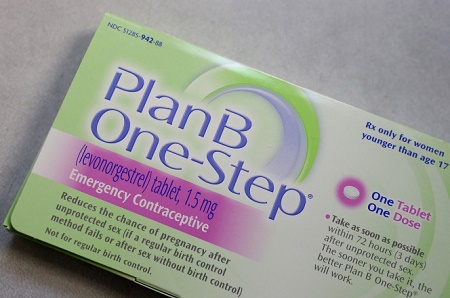 NDC 51285-942-88
Plan B
One-Step®
(levonorgestrel) tablet, 1.5 mg
Emergency Contraceptive
Reduces the chance of pregnancy after
unprotected sex (if a regular birth control
method fails or after sex without birth control)
Not for regular birth control.
Rx only for women
younger than age 17
One Tablet
One Dose
• Take as soon as possible
within 72 hours (3 days)
after unprotected sex.
The sooner you take it, the
better Plan B One-Step®
will work.